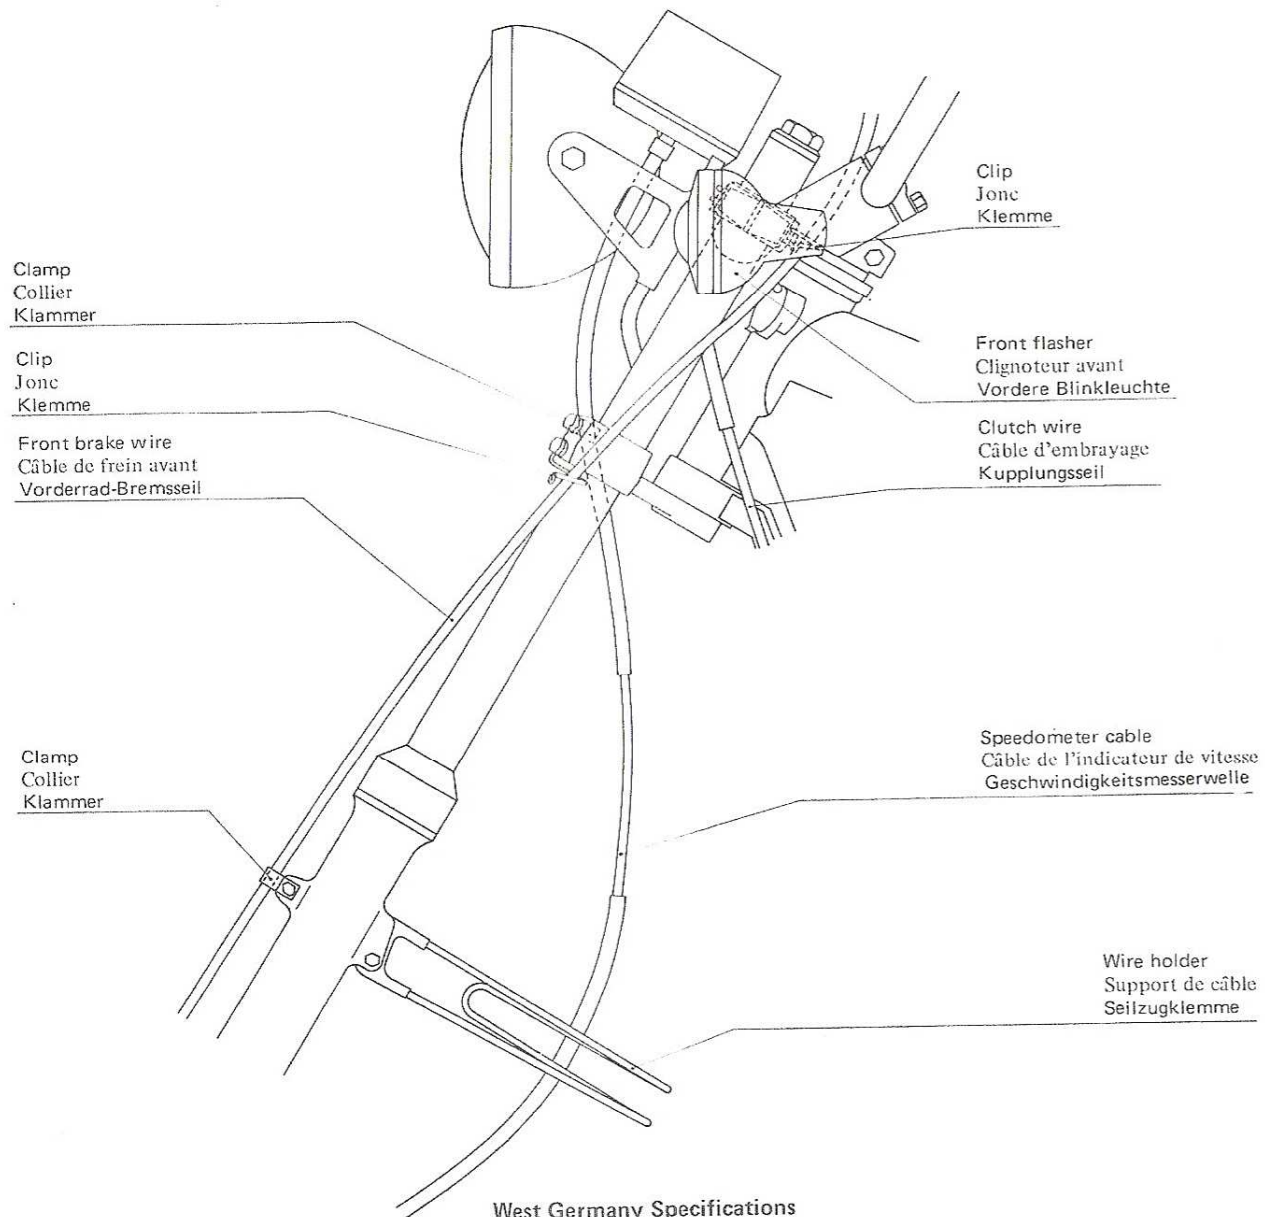 Clip
Jonc
Klemme
Clamp
Collier
Klammer
Clip
Jonc
Klemme
Front flasher
Clignoteur avant
Vordere Blinkleuchte
Front brake wire
Câble de frein avant
Vorderrad-Bremsseil
Clutch wire
Câble d'embrayage
Kupplungsseil
Clamp
Collier
Klammer
Speedometer cable
Câble de l'indicateur de vitesse
Geschwindigkeitsmesserwelle
Wire holder
Support de câble
Seilzugklemme
West Germany Specifications